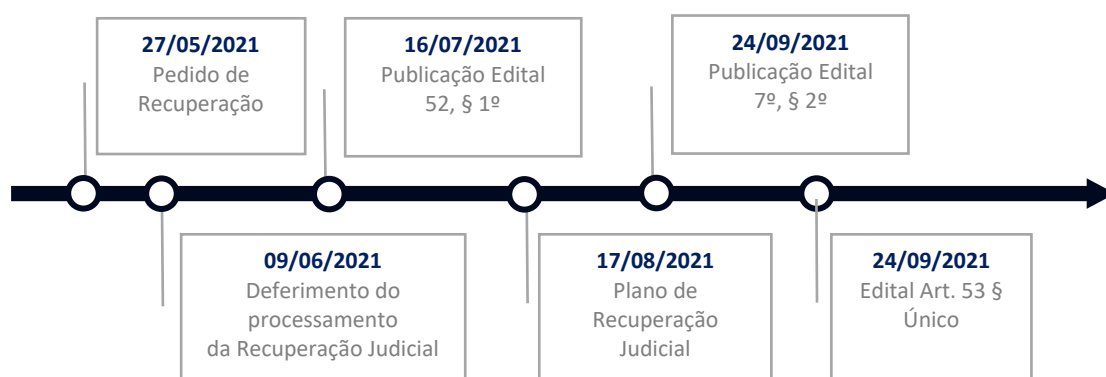 27/05/2021
Pedido de
Recuperação
16/07/2021
Publicação Edital
52, § 1º
24/09/2021
Publicação Edital
7º, § 2º
09/06/2021
Deferimento do
processamento
da Recuperação Judicial
17/08/2021
Plano de
Recuperação
Judicial
24/09/2021
Edital Art. 53 §
Único